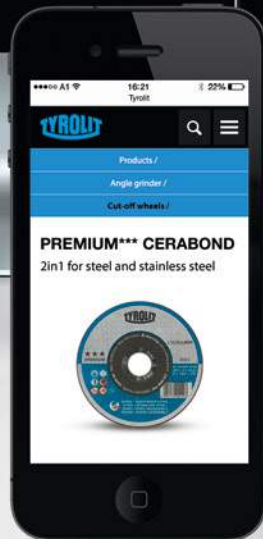 A1 16:21 22%
Tyrolit
TYROLIT
Products /
Angle grinder /
Cut-off wheels /
PREMIUM*** CERABOND
2in1 for steel and stainless steel
TYROLIT
★★★
PREMIUM